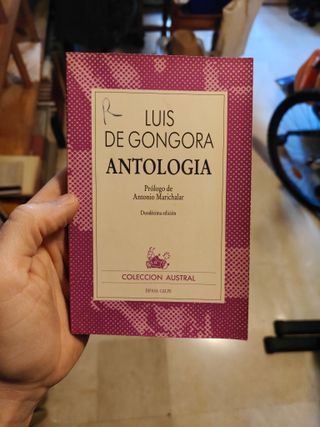 R
LUIS
DE GONGORA
ANTOLOGIA
Prólogo de
Antonio Marichalar
Duodécima edición
COLECCION AUSTRAL
ESPASA CALPE